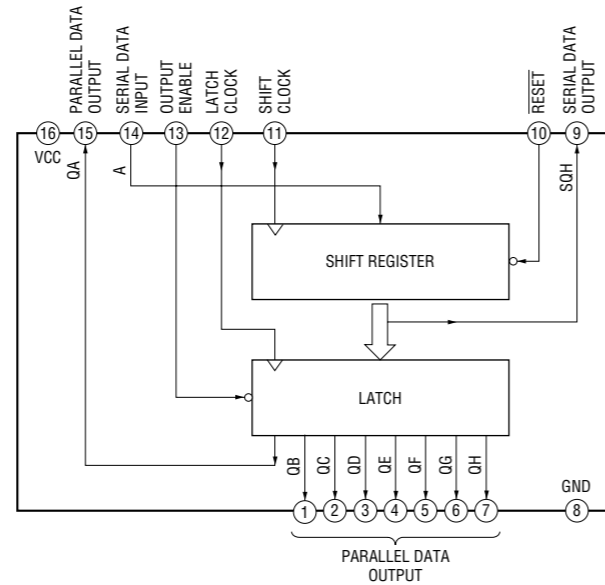 PARALLEL DATA
OUTPUT
SERIAL DATA
INPUT
OUTPUT
ENABLE
LATCH
CLOCK
SHIFT
CLOCK
RESET
SERIAL DATA
OUTPUT
16
15
14
13
12
11
10
9
VCC
QA
A
SQH
SHIFT REGISTER
LATCH
QB
QC
QD
QE
QF
QG
QH
GND
1
2
3
4
5
6
7
8
PARALLEL DATA
OUTPUT